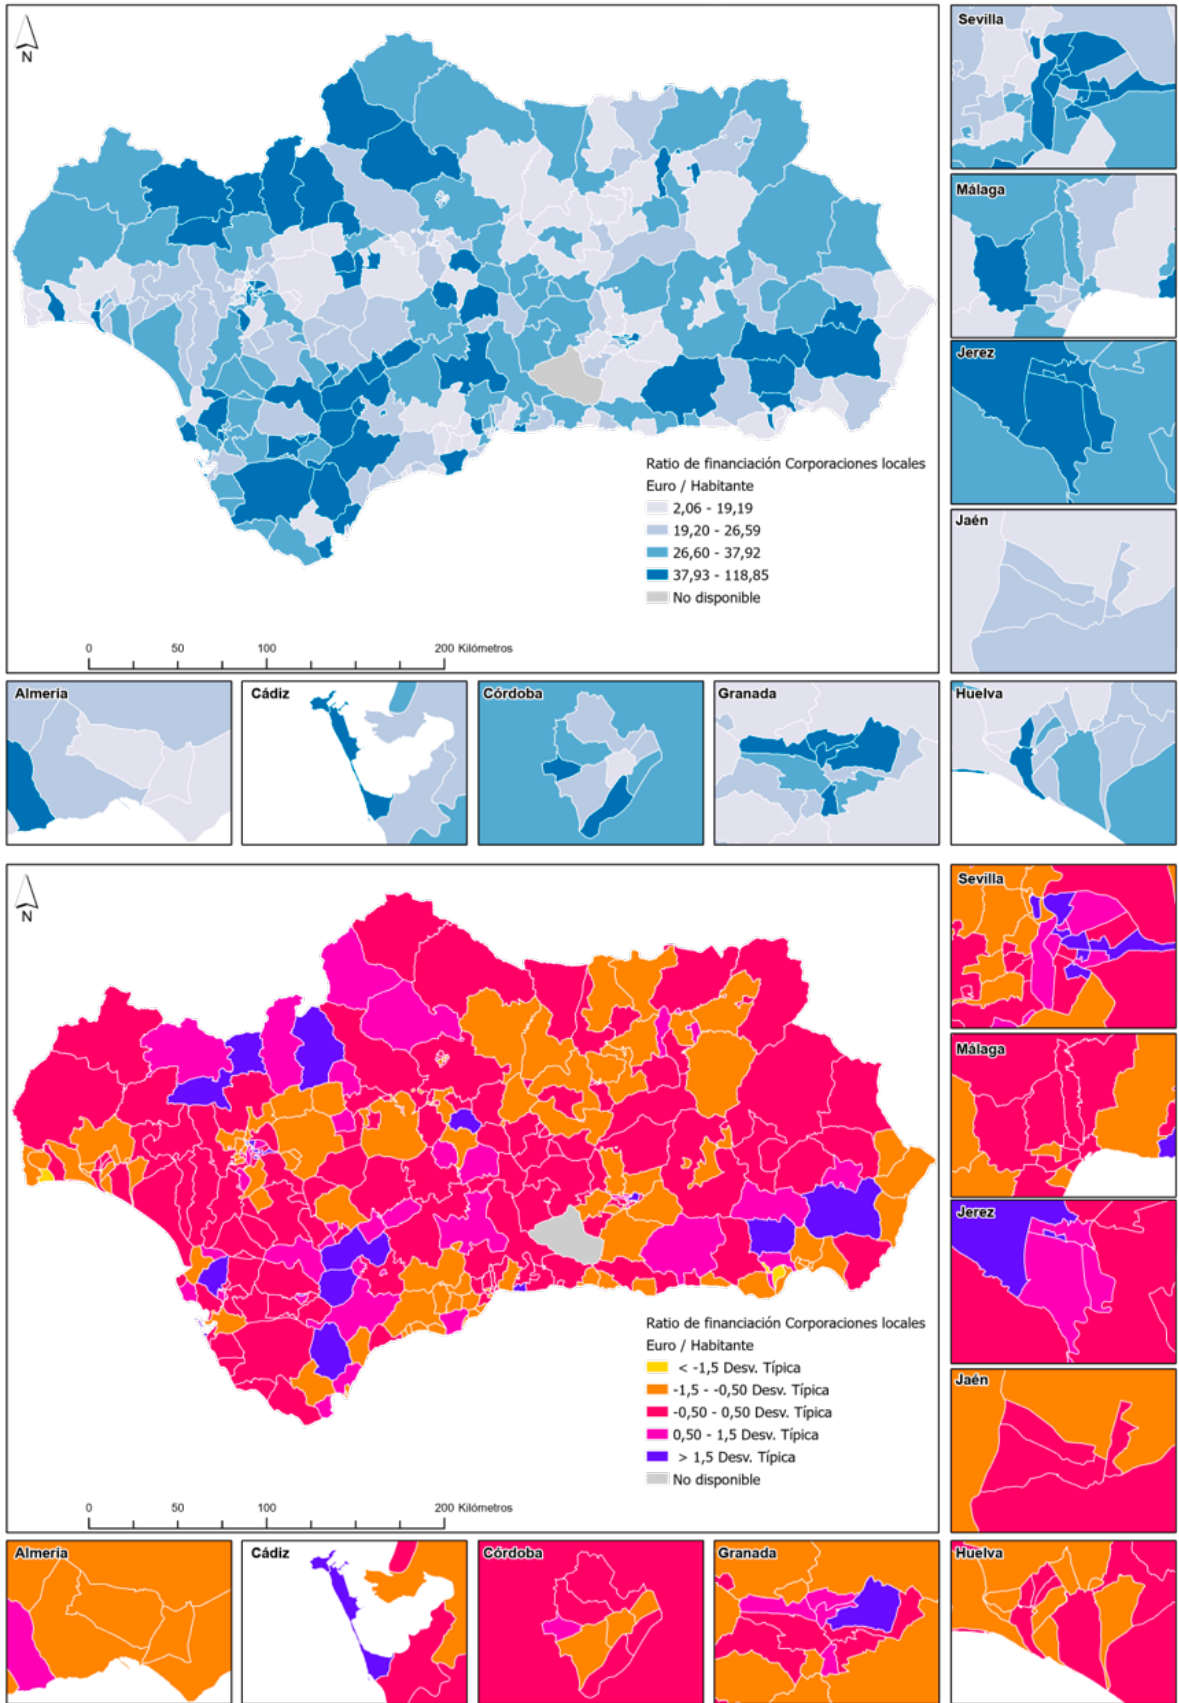 N
Sevilla
Málaga
Jerez
Jaén
Ratio de financiación Corporaciones locales
Euro / Habitante
2,06 - 19,19
19,20 - 26,59
26,60 - 37,92
37,93 - 118,85
No disponible
0 50 100 200 Kilómetros
Almería
Cádiz
Córdoba
Granada
Huelva
N
Sevilla
Málaga
Jerez
Jaén
Ratio de financiación Corporaciones locales
Euro / Habitante
< -1,5 Desv. Típica
-1,5 - -0,50 Desv. Típica
-0,50 - 0,50 Desv. Típica
0,50 - 1,5 Desv. Típica
> 1,5 Desv. Típica
No disponible
0 50 100 200 Kilómetros
Almería
Cádiz
Córdoba
Granada
Huelva